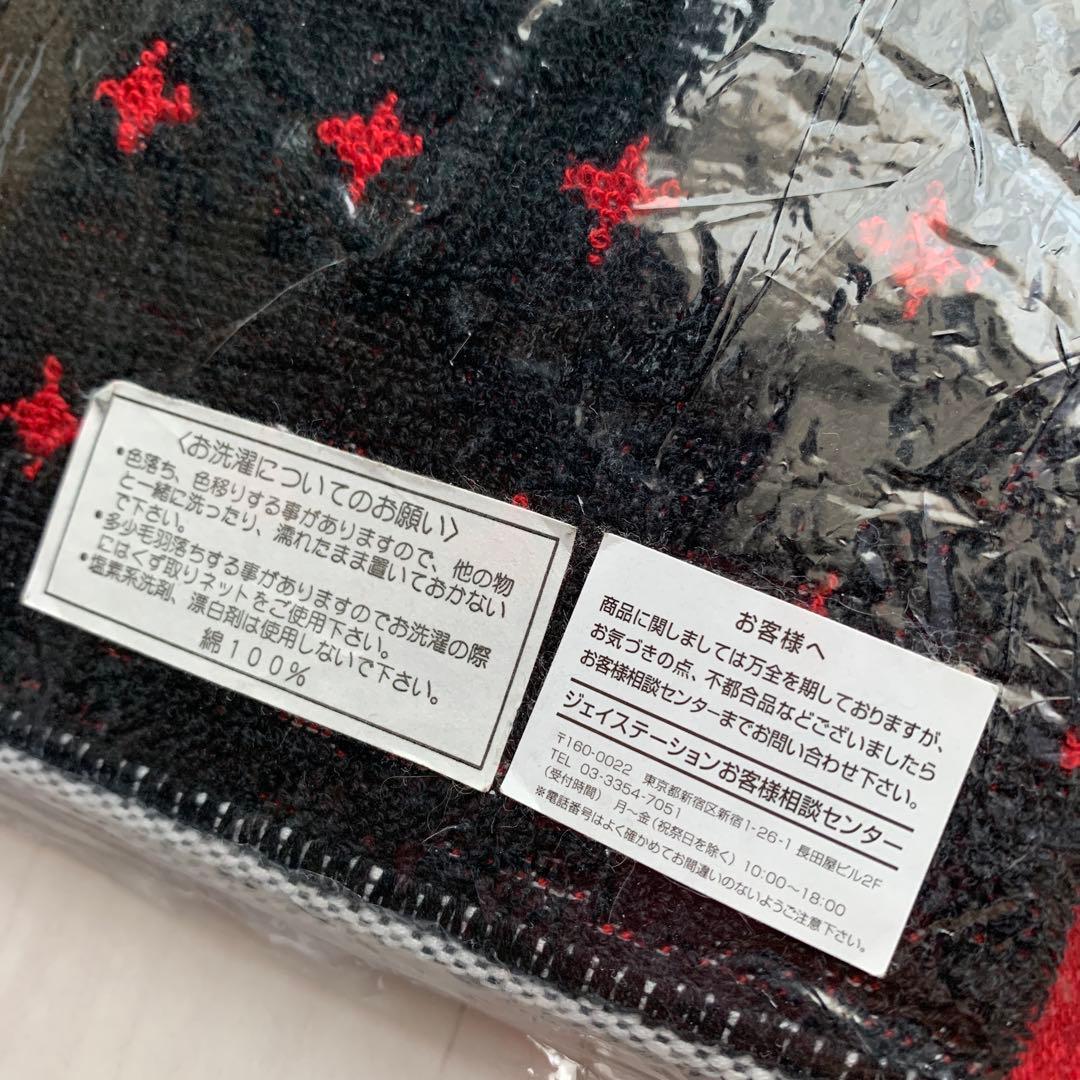 〈お洗濯についてのお願い〉
•色落ち、色移りする事がありますので、他の物
と一緒に洗ったり、濡れたまま置いておかない
で下さい。
•多少毛羽落ちする事がありますのでお洗濯の際
にはくず取りネットをご使用下さい。
•塩素系洗剤、漂白剤は使用しないで下さい。
綿100%
お客様へ
商品に関しましては万全を期しておりますが、
お気づきの点、不都合品などございましたら
お客様相談センターまでお問い合わせ下さい。
ジェイステーションお客様相談センター
〒160-0022 東京都新宿区新宿1-26-1 長田屋ビル2F
TEL 03-3354-7051
(受付時間) 月〜金(祝祭日を除く) 10:00〜18:00
※電話番号はよく確かめてお間違いのないようご注意下さい。